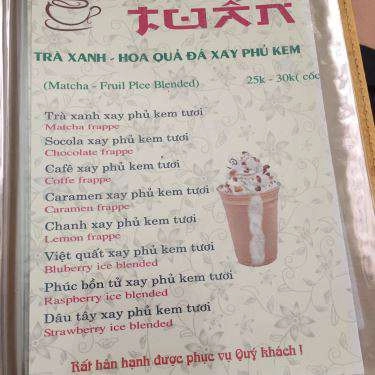 TUẤN
TRÀ XANH - HOA QUẢ ĐÁ XAY PHỦ KEM
(Matcha - Fruil Pice Blended) 25k - 30k( cốc
Trà xanh xay phủ kem tươi
Matcha frappe
Socola xay phủ kem tươi
Chocolate frappe
Cafê xay phủ kem tươi
Coffe frappe
Caramen xay phủ kem tươi
Caramen frappe
Chanh xay phủ kem tươi
Lemon frappe
Việt quất xay phủ kem tươi
Bluberry ice blended
Phúc bồn tử xay phủ kem tươi
Raspberry ice blended
Dâu tây xay phủ kem tươi
Strawberry ice blended
Rất hân hạnh được phục vụ Quý khách !